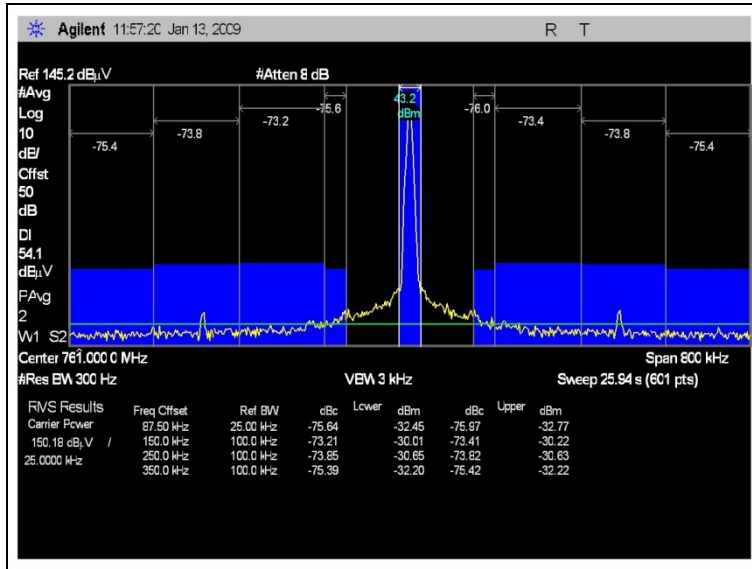 Agilent 11:57:20 Jan 13, 2009 R T
Ref 145.2 dBμV #Atten 8 dB
#Avg
Log
10
dB/
Offst
50
dB
DI
54.1
dBμV
PAvg
2
W1 S2
-75.4 -73.8 -73.2 -75.6 43.2 dBm -76.0 -73.4 -73.8 -75.4
Center 761.000 0 MHz Span 800 kHz
#Res BW 300 Hz VBW 3 kHz Sweep 25.94 s (601 pts)
RMS Results Freq Offset Ref BW dBc Lower dBm dBc Upper dBm
Carrier Power 87.50 kHz 25.00 kHz -75.64 -32.45 -75.97 -32.77
150.18 dBμV / 150.0 kHz 100.0 kHz -73.21 -30.01 -73.41 -30.22
25.0000 kHz 250.0 kHz 100.0 kHz -73.85 -30.65 -73.82 -30.63
350.0 kHz 100.0 kHz -75.39 -32.20 -75.42 -32.22